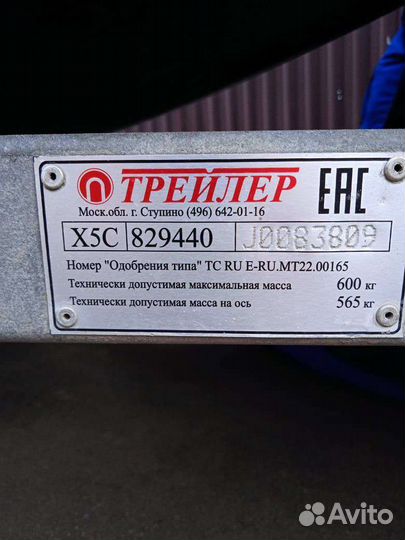 ТРЕЙЛЕР
EAC
Моск.обл. г. Ступино (496) 642-01-16
X5C 829440 J0083809
Номер "Одобрения типа" ТС RU E-RU.MT22.00165
Технически допустимая максимальная масса 600 кг
Технически допустимая масса на ось 565 кг
Avito